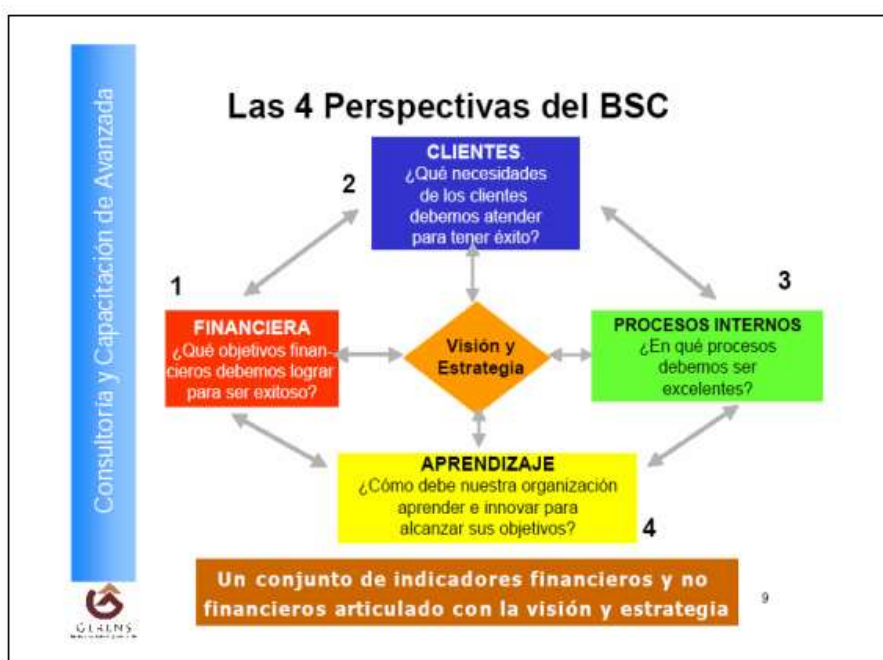 Consultoría y Capacitación de Avanzada
Las 4 Perspectivas del BSC
CLIENTES.
¿Qué necesidades
de los clientes
debemos atender
para tener éxito?
2
1
FINANCIERA
¿Qué objetivos finan-
cieros debemos lograr
para ser exitoso?
Visión y
Estrategia
3
PROCESOS INTERNOS
¿En qué procesos
debemos ser
excelentes?
APRENDIZAJE
¿Cómo debe nuestra organización
aprender e innovar para
alcanzar sus objetivos?
4
Un conjunto de indicadores financieros y no
financieros articulado con la visión y estrategia
9
GERENS